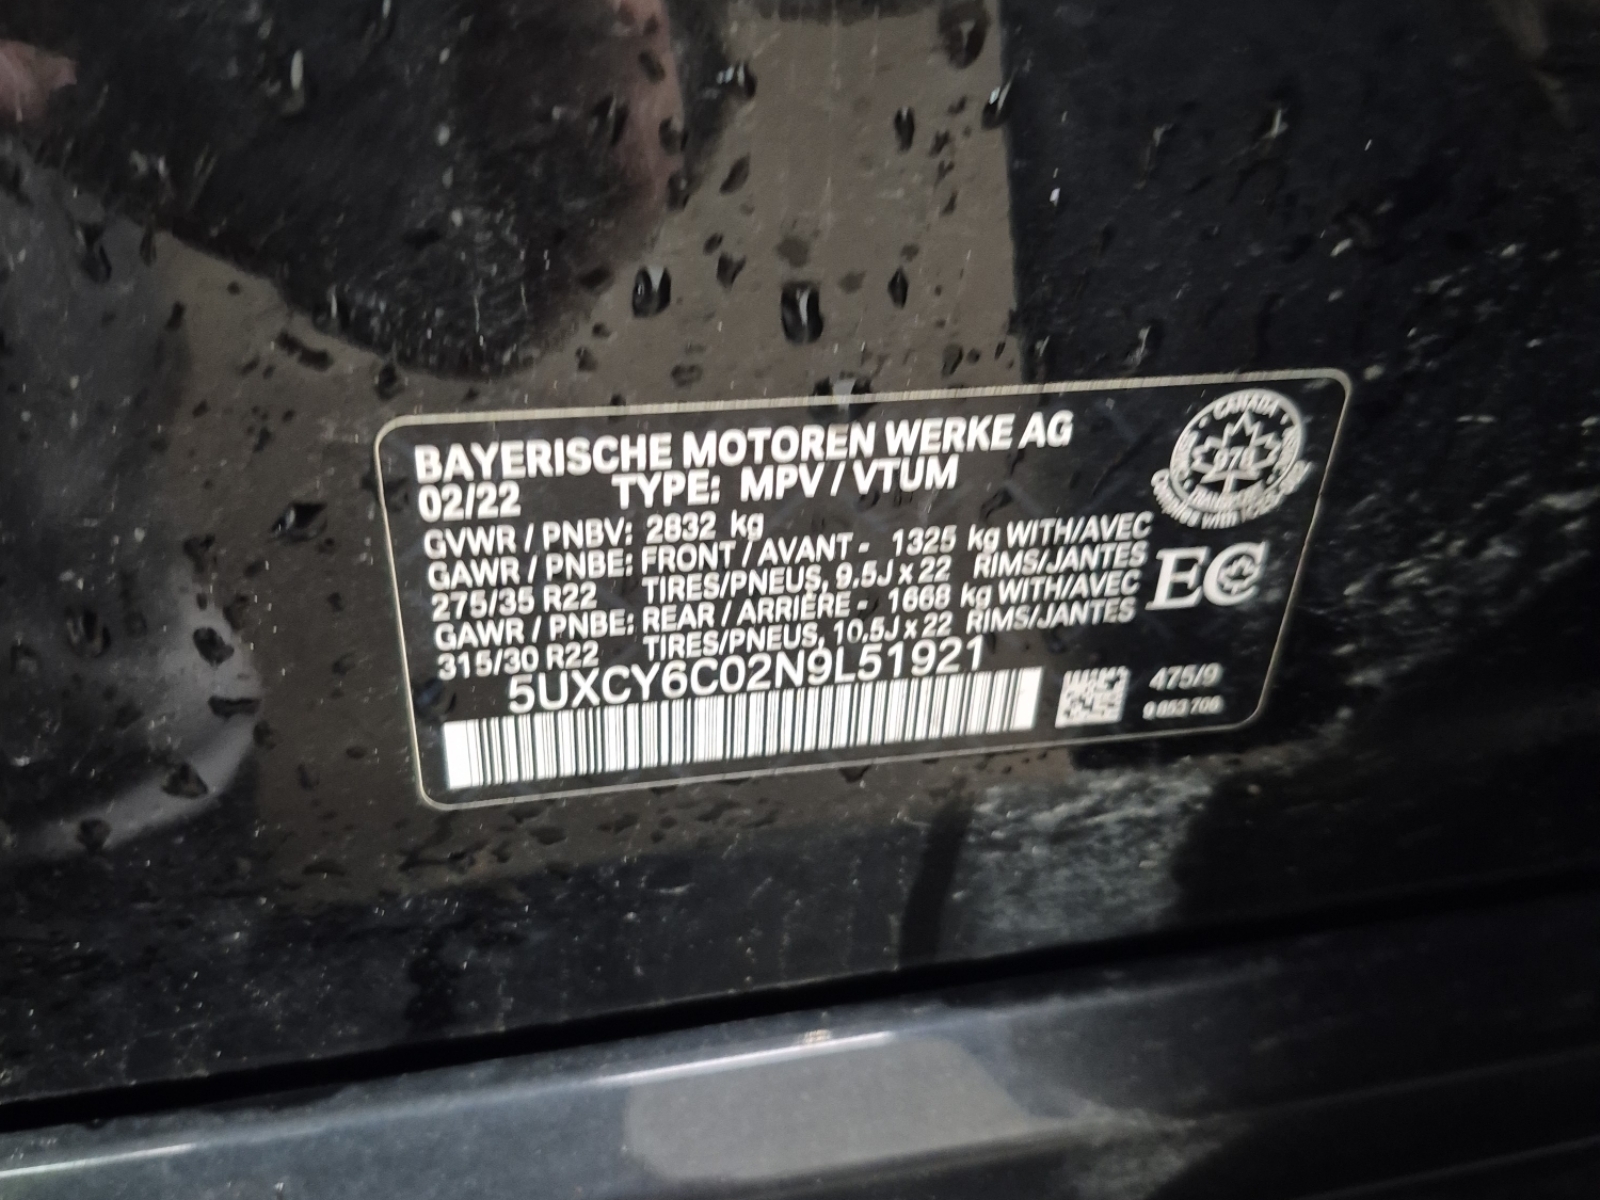 BAYERISCHE MOTOREN WERKE AG
02/22 TYPE: MPV / VTUM
GVWR / PNBV: 2832 kg
GAWR / PNBE: FRONT / AVANT - 1325 kg WITH/AVEC
275/35 R22 TIRES/PNEUS, 9.5J x 22 RIMS/JANTES
GAWR / PNBE: REAR / ARRIÈRE - 1668 kg WITH/AVEC
315/30 R22 TIRES/PNEUS, 10.5J x 22 RIMS/JANTES
5UXCY6C02N9L51921
CANADA
EC
475/9